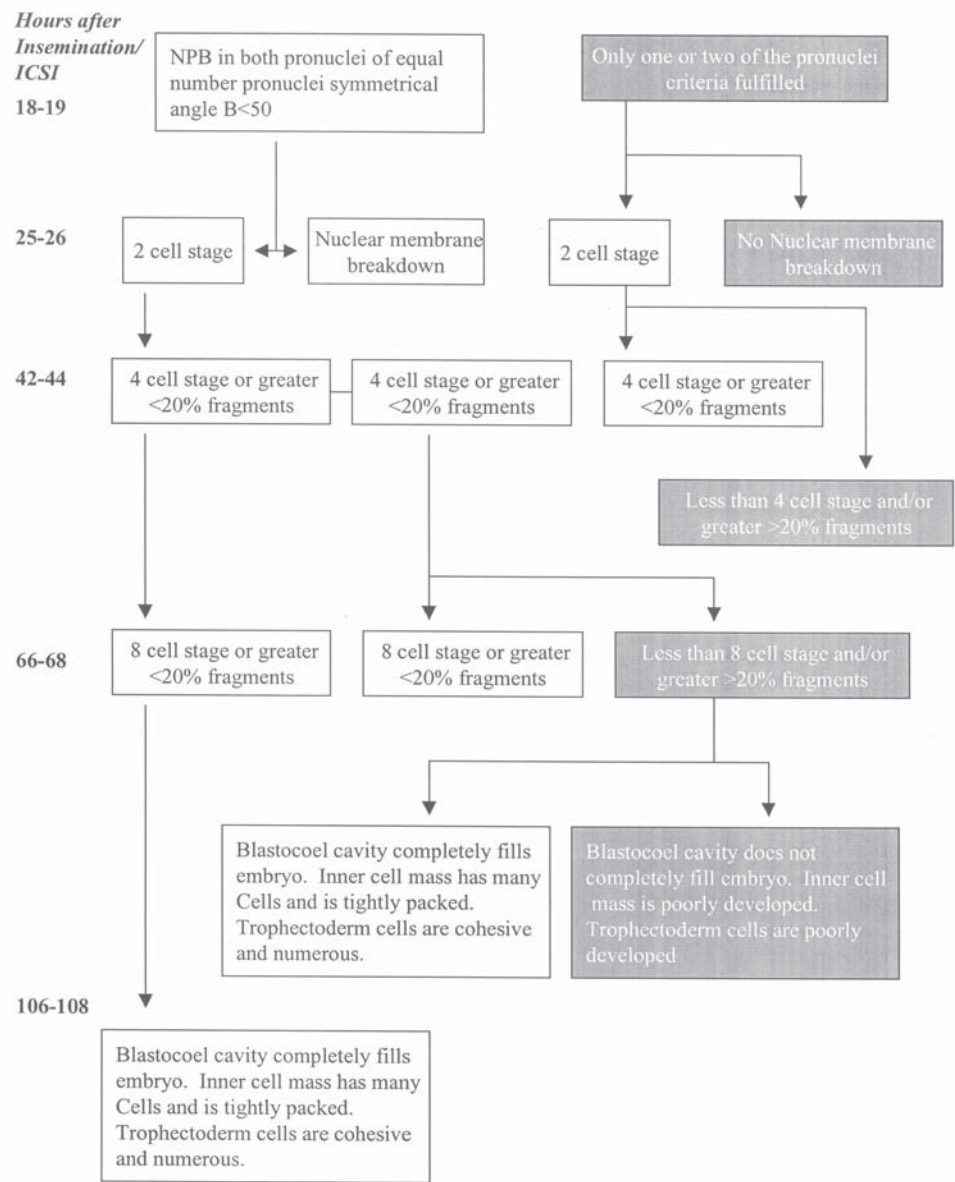 Hours after
Insemination/
ICSI
18-19
NPB in both pronuclei of equal
number pronuclei symmetrical
angle B<50
Only one or two of the pronuclei
criteria fulfilled
25-26
2 cell stage
Nuclear membrane
breakdown
2 cell stage
No Nuclear membrane
breakdown
42-44
4 cell stage or greater
<20% fragments
4 cell stage or greater
<20% fragments
4 cell stage or greater
<20% fragments
Less than 4 cell stage and/or
greater >20% fragments
66-68
8 cell stage or greater
<20% fragments
8 cell stage or greater
<20% fragments
Less than 8 cell stage and/or
greater >20% fragments
Blastocoel cavity completely fills
embryo. Inner cell mass has many
Cells and is tightly packed.
Trophectoderm cells are cohesive
and numerous.
Blastocoel cavity does not
completely fill embryo. Inner cell
mass is poorly developed.
Trophectoderm cells are poorly
developed
106-108
Blastocoel cavity completely fills
embryo. Inner cell mass has many
Cells and is tightly packed.
Trophectoderm cells are cohesive
and numerous.